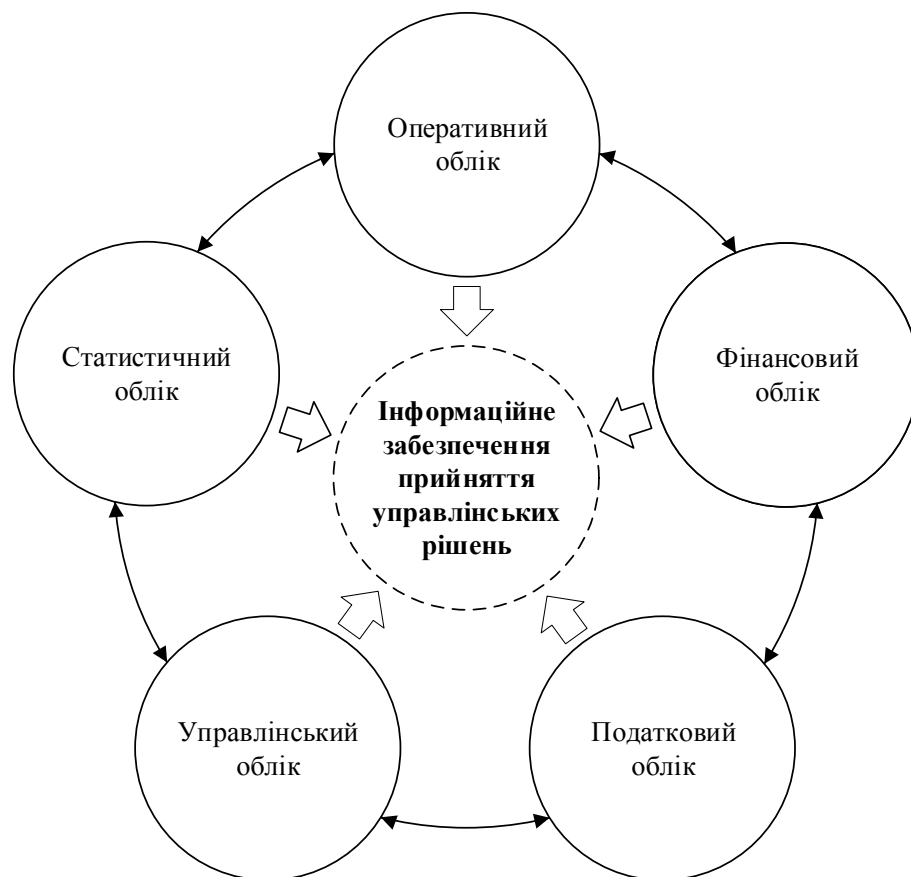 Оперативний
облік
Статистичний
облік
Фінансовий
облік
Інформаційне
забезпечення
прийняття
управлінських
рішень
Управлінський
облік
Податковий
облік